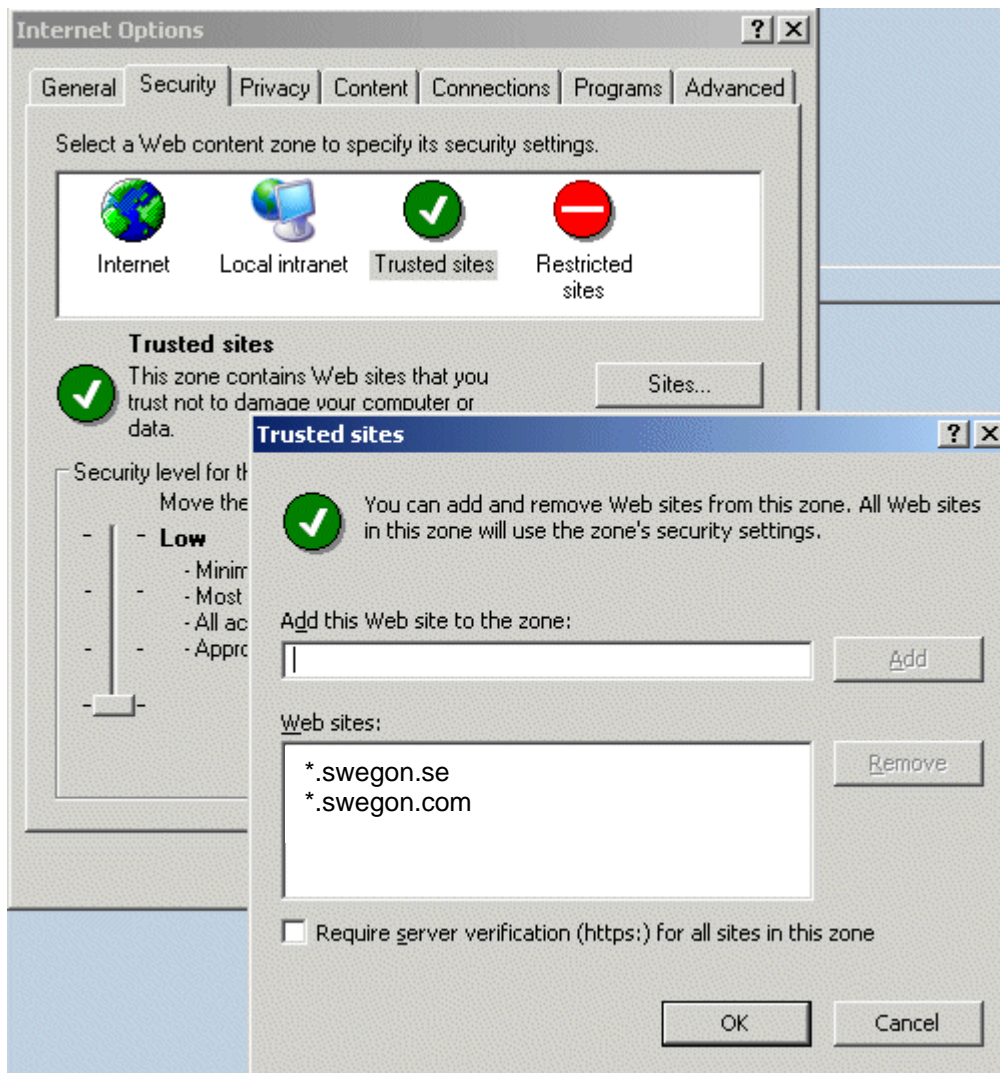 Internet Options
General Security Privacy Content Connections Programs Advanced
Select a Web content zone to specify its security settings.
Internet Local intranet Trusted sites Restricted sites
Trusted sites
This zone contains Web sites that you
trust not to damage your computer or
data.
Sites...
Security level for
Move the
Low
- Minim
- Most
- All ac
- Appro
Trusted sites
You can add and remove Web sites from this zone. All Web sites
in this zone will use the zone's security settings.
Add this Web site to the zone:
Add
Web sites:
*.swegon.se
*.swegon.com
Remove
Require server verification (https:) for all sites in this zone
OK Cancel